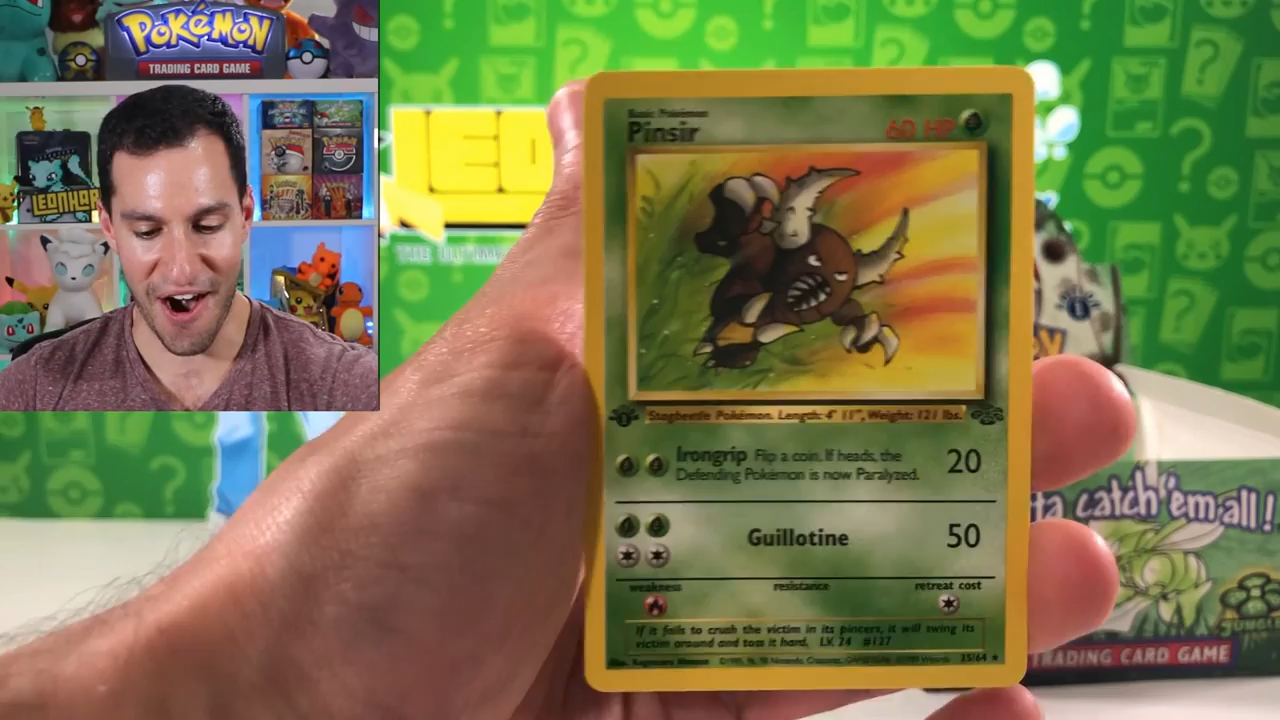 POKéMON
TRADING CARD GAME
LEONHAR
LEO
Basic Pokémon
Pinsir
60 HP
Stagbeetle Pokémon. Length: 4' 11", Weight: 121 lbs.
Irongrip Flip a coin. If heads, the
Defending Pokémon is now Paralyzed.
20
Guillotine
50
weakness
resistance
retreat cost
If it fails to crush the victim in its pincers, it will swing its
victim around and toss it hard. LV. 24 #127
25/64
ta catch 'em all!
JUNGLE
TRADING CARD GAME